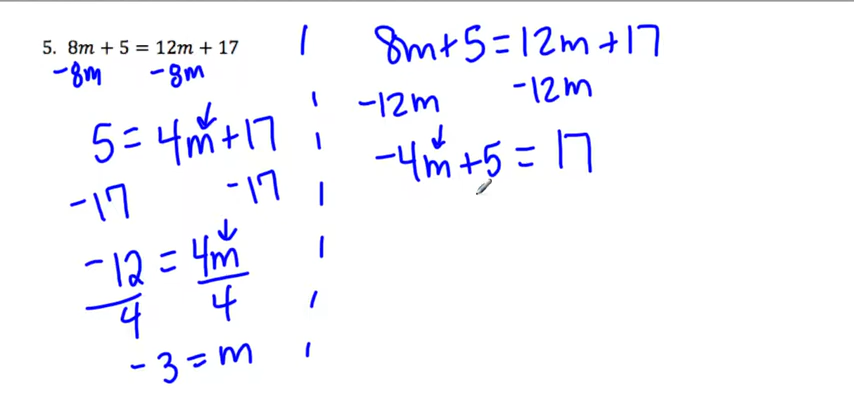 5. 8m + 5 = 12m + 17
-8m -8m
5 = 4m + 17
-17 -17
-12 = 4m
4 4
-3 = m
8m + 5 = 12m + 17
-12m -12m
-4m + 5 = 17